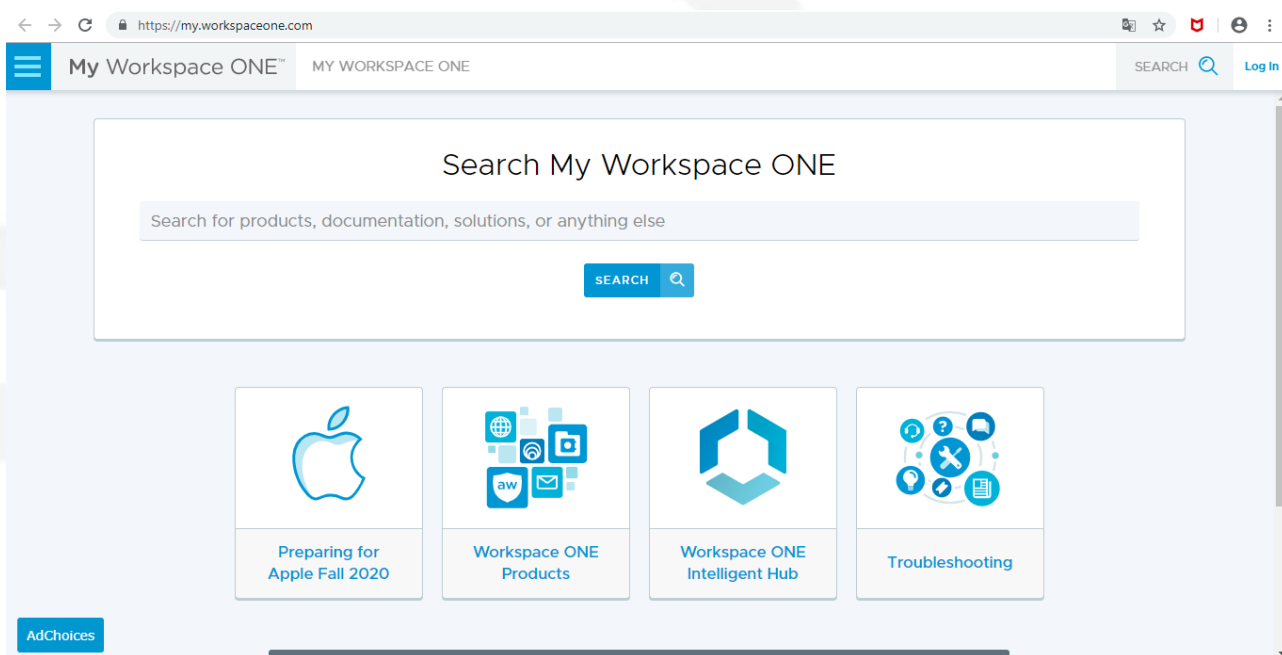 https://my.workspaceone.com
My Workspace ONE™
MY WORKSPACE ONE
SEARCH
Log In
Search My Workspace ONE
Search for products, documentation, solutions, or anything else
SEARCH
aw
Preparing for
Apple Fall 2020
Workspace ONE
Products
Workspace ONE
Intelligent Hub
Troubleshooting
AdChoices